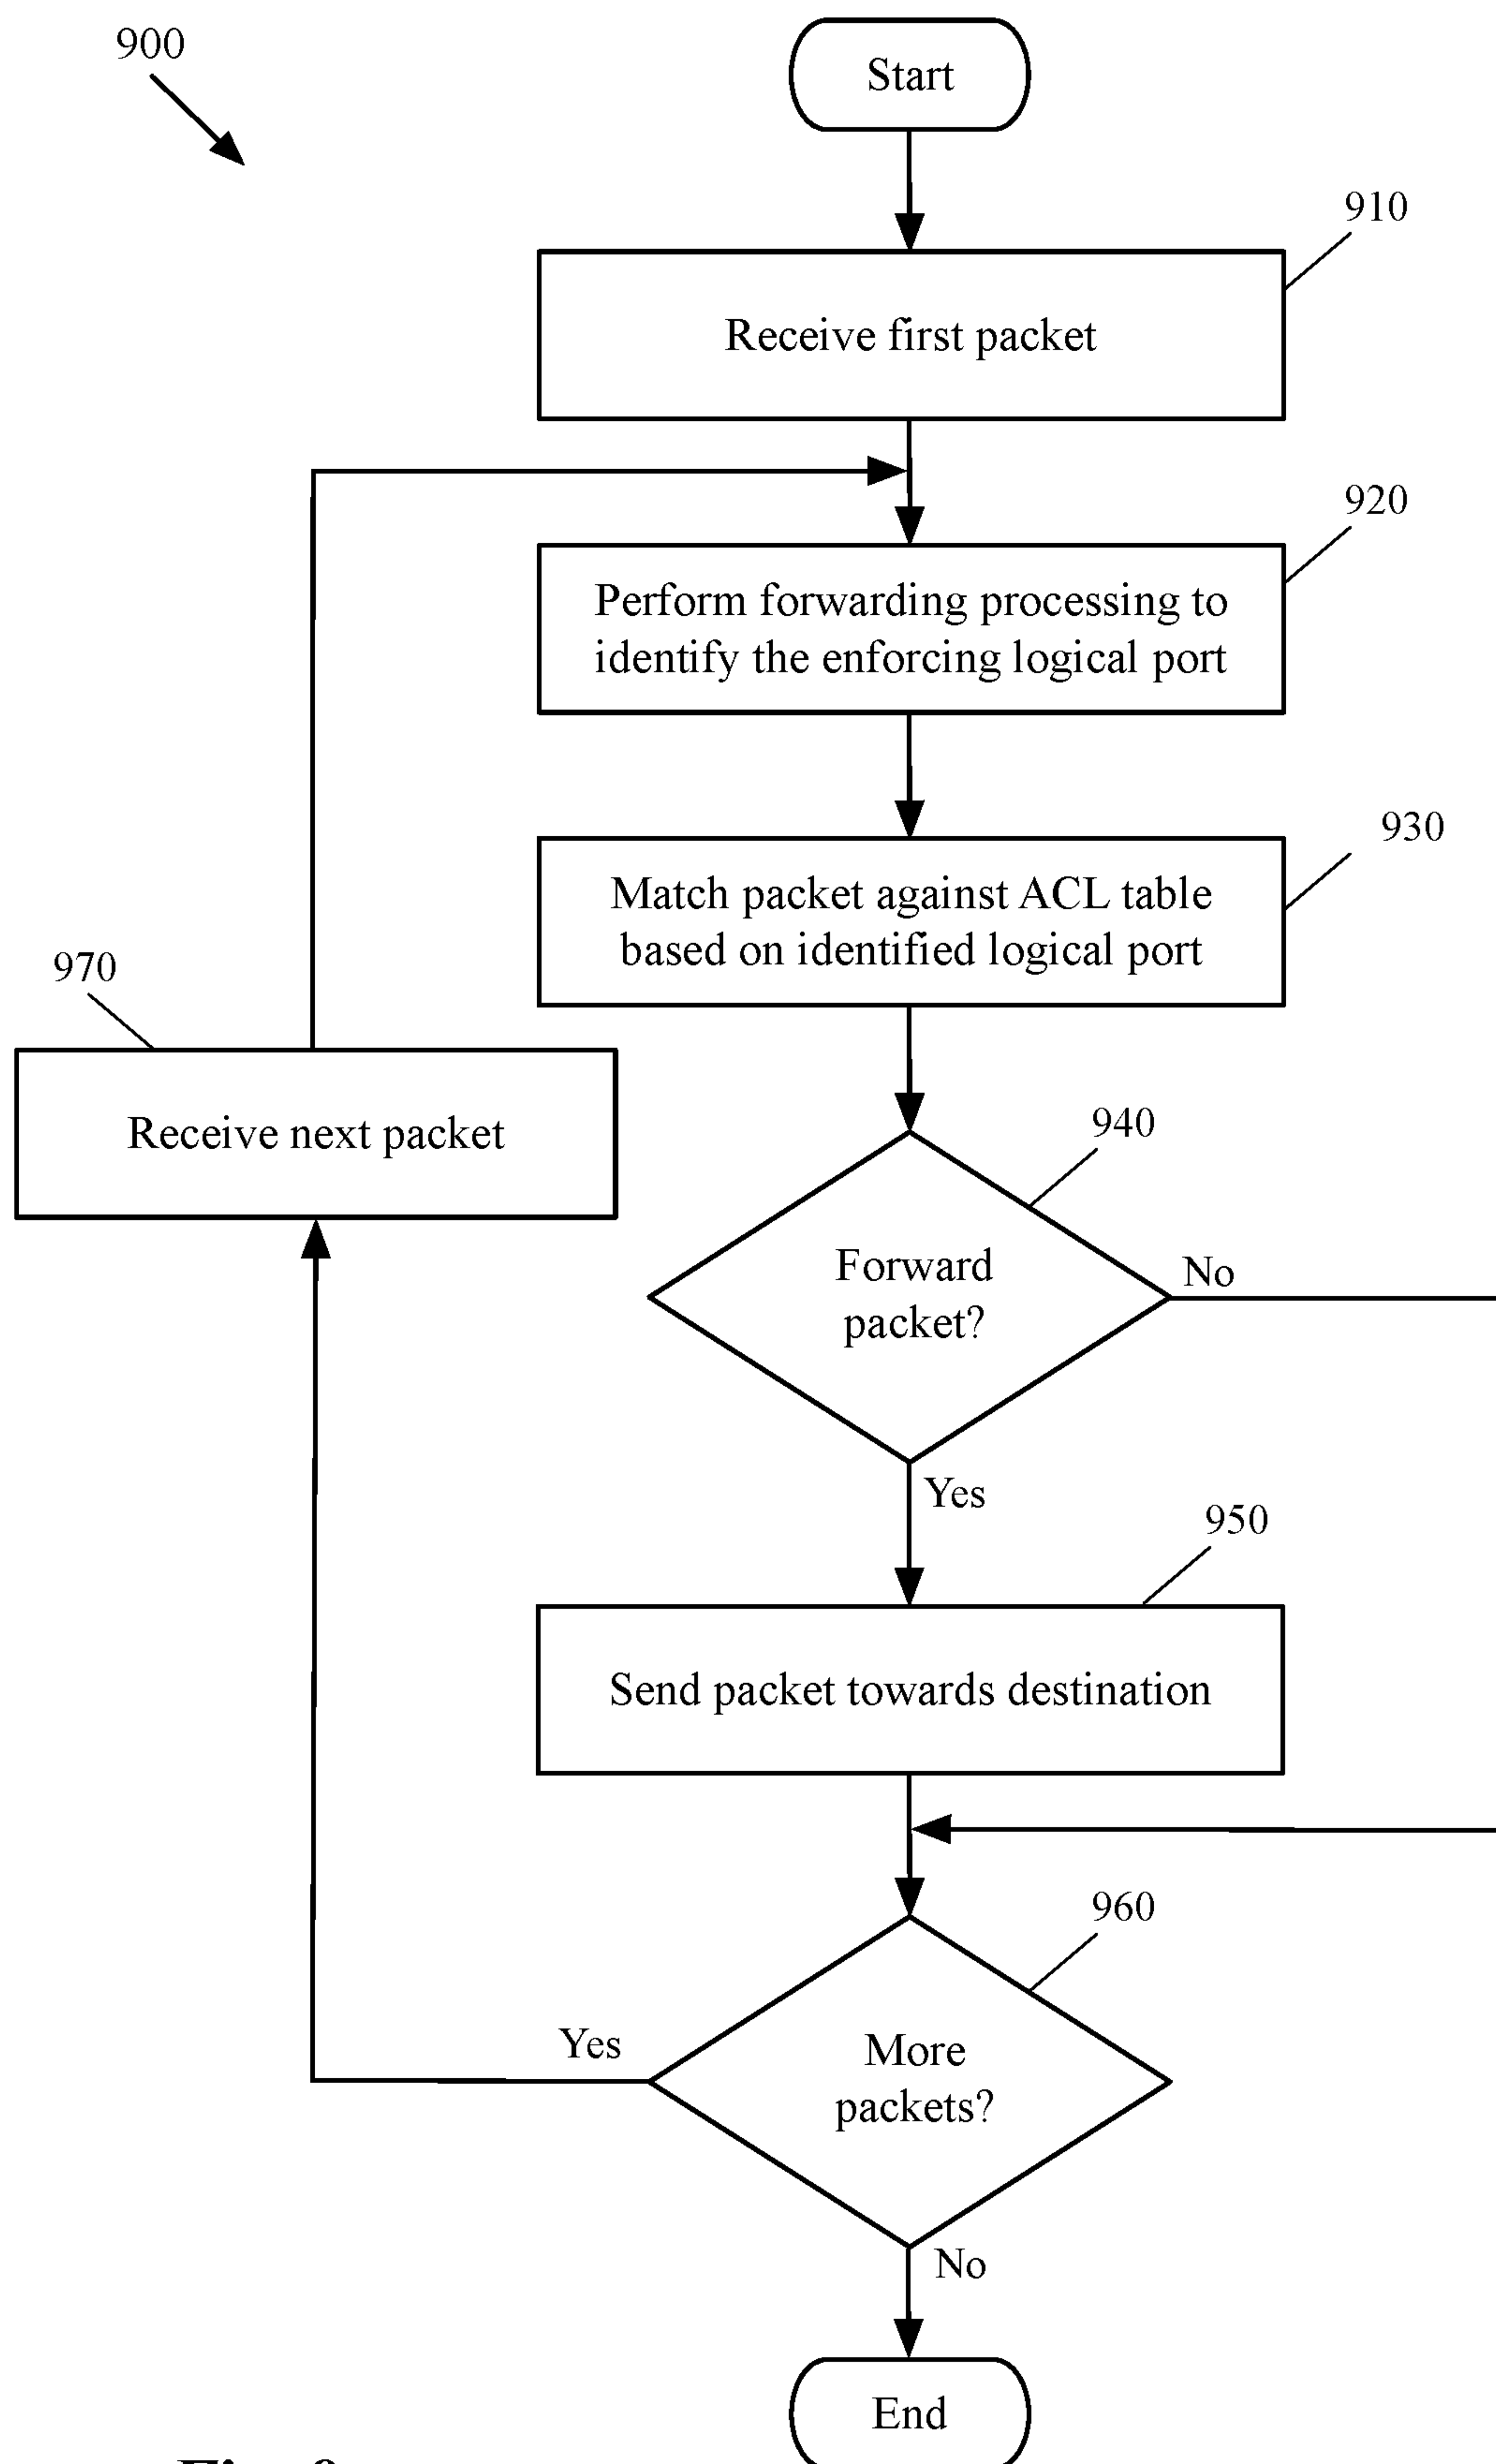 900
Start
910
Receive first packet
920
Perform forwarding processing to
identify the enforcing logical port
930
Match packet against ACL table
based on identified logical port
970
Receive next packet
940
Forward
packet?
No
Yes
950
Send packet towards destination
960
More
packets?
Yes
No
End